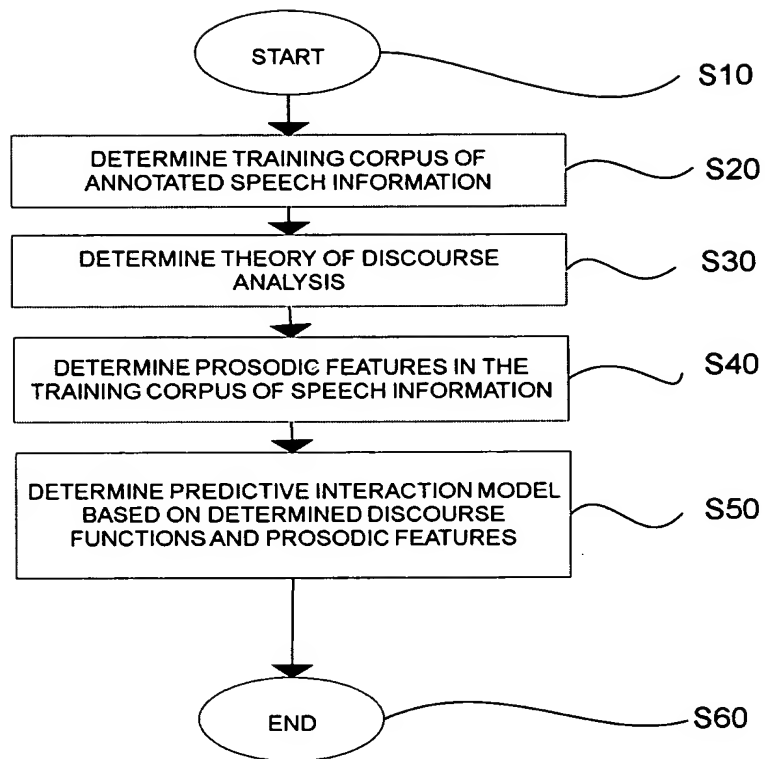 START
S10
DETERMINE TRAINING CORPUS OF
ANNOTATED SPEECH INFORMATION
S20
DETERMINE THEORY OF DISCOURSE
ANALYSIS
S30
DETERMINE PROSODIC FEATURES IN THE
TRAINING CORPUS OF SPEECH INFORMATION
S40
DETERMINE PREDICTIVE INTERACTION MODEL
BASED ON DETERMINED DISCOURSE
FUNCTIONS AND PROSODIC FEATURES
S50
END
S60